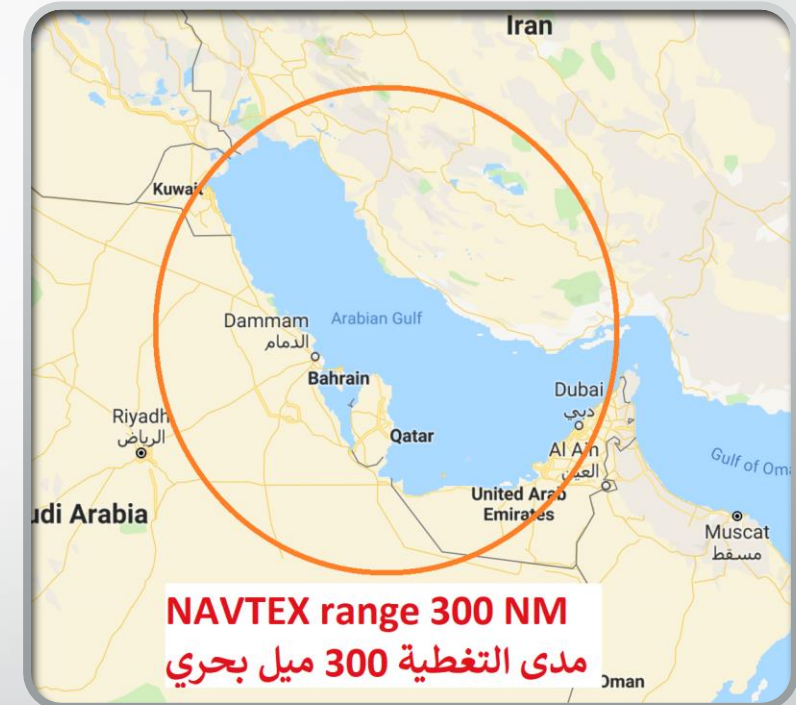 Iran
Kuwait
Dammam
الدمام
Arabian Gulf
Bahrain
Qatar
Riyadh
الرياض
Dubai
دبي
Al Ain
العين
United Arab
Emirates
Gulf of Om
udi Arabia
Muscat
مسقط
NAVTEX range 300 NM
مدى التغطية 300 ميل بحري
Oman